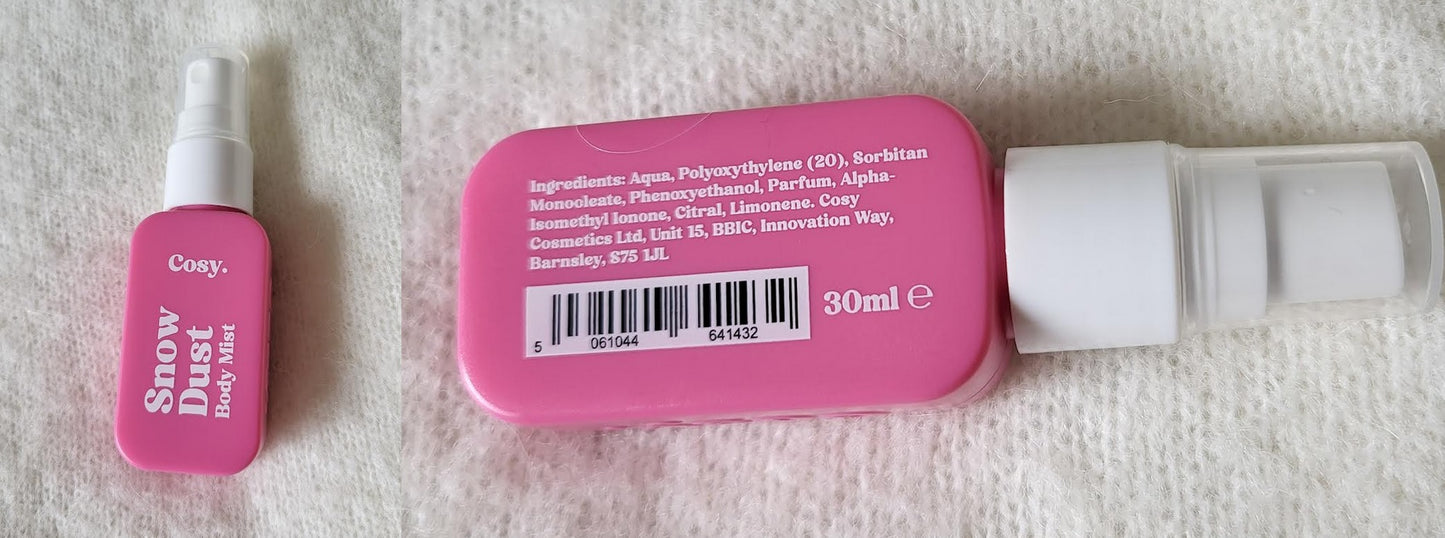 Cosy.
Snow
Dust
Body Mist
Ingredients: Aqua, Polyoxythylene (20), Sorbitan
Monooleate, Phenoxyethanol, Parfum, Alpha-
Isomethyl Ionone, Citral, Limonene. Cosy
Cosmetics Ltd, Unit 15, BBIC, Innovation Way,
Barnsley, S75 1JL
5 061044 641432
30ml ℮